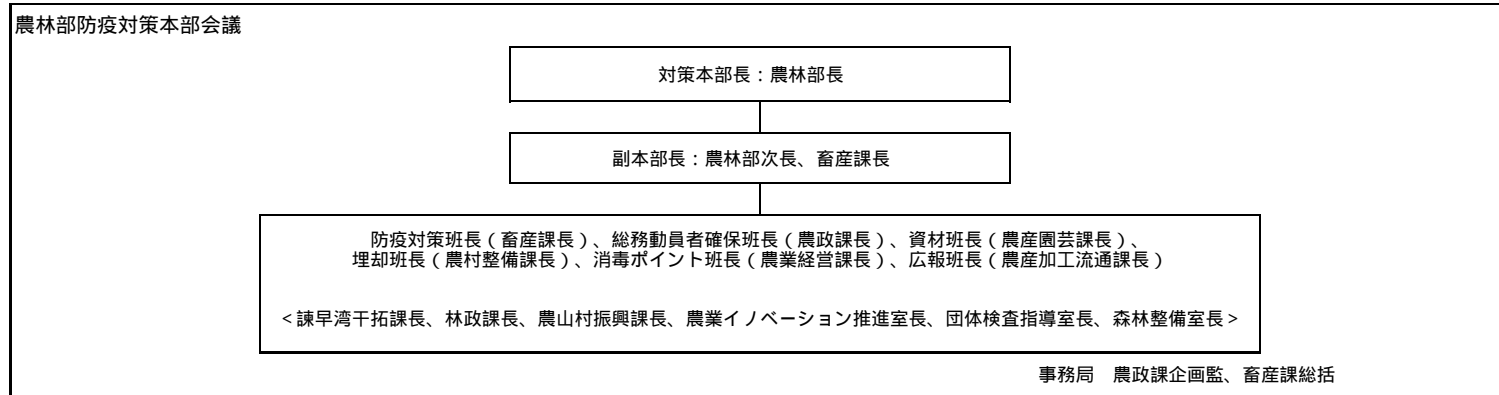 農林部防疫対策本部会議
対策本部長：農林部長
副本部長：農林部次長、畜産課長
防疫対策班長（畜産課長）、総務動員者確保班長（農政課長）、資材班長（農産園芸課長）、
埋却班長（農村整備課長）、消毒ポイント班長（農業経営課長）、広報班長（農産加工流通課長）
＜諫早湾干拓課長、林政課長、農山村振興課長、農業イノベーション推進室長、団体検査指導室長、森林整備室長＞
事務局　農政課企画監、畜産課総括